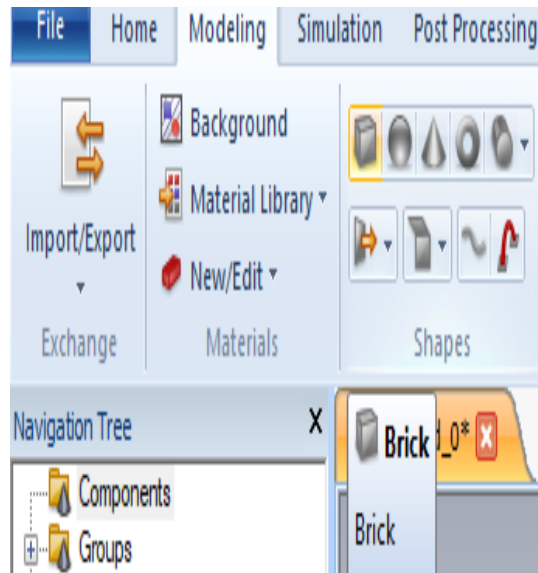 File Home Modeling Simulation Post Processing
Background
Material Library
Import/Export
New/Edit
Exchange Materials Shapes
Navigation Tree X
Brick _0*
Components
Brick
Groups